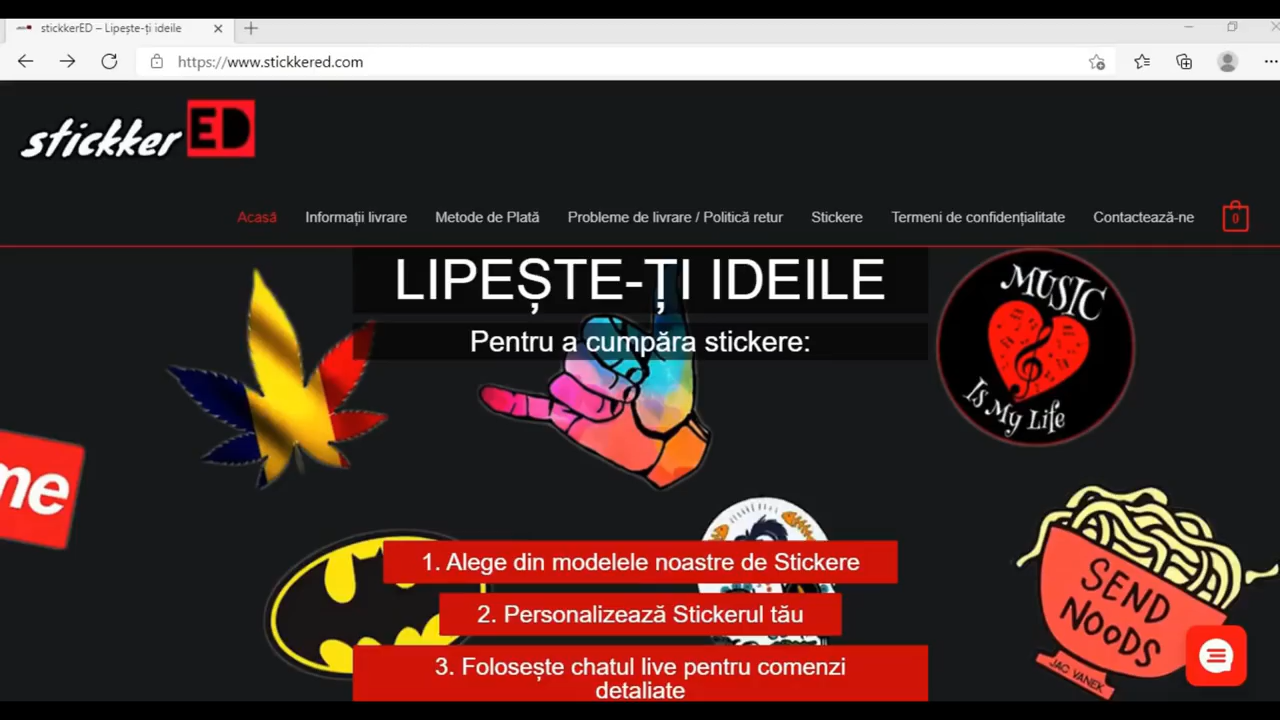 stickkerED – Lipește-ți ideile
https://www.stickkered.com
stickker ED
Acasă Informații livrare Metode de Plată Probleme de livrare / Politică retur Stickere Termeni de confidențialitate Contactează-ne 0
LIPEȘTE-ȚI IDEILE
Pentru a cumpăra stickere:
MUSIC
Is My Life
me
1. Alege din modelele noastre de Stickere
2. Personalizează Stickerul tău
3. Folosește chatul live pentru comenzi
detaliate
SEND
NOODS
JAC VANEK